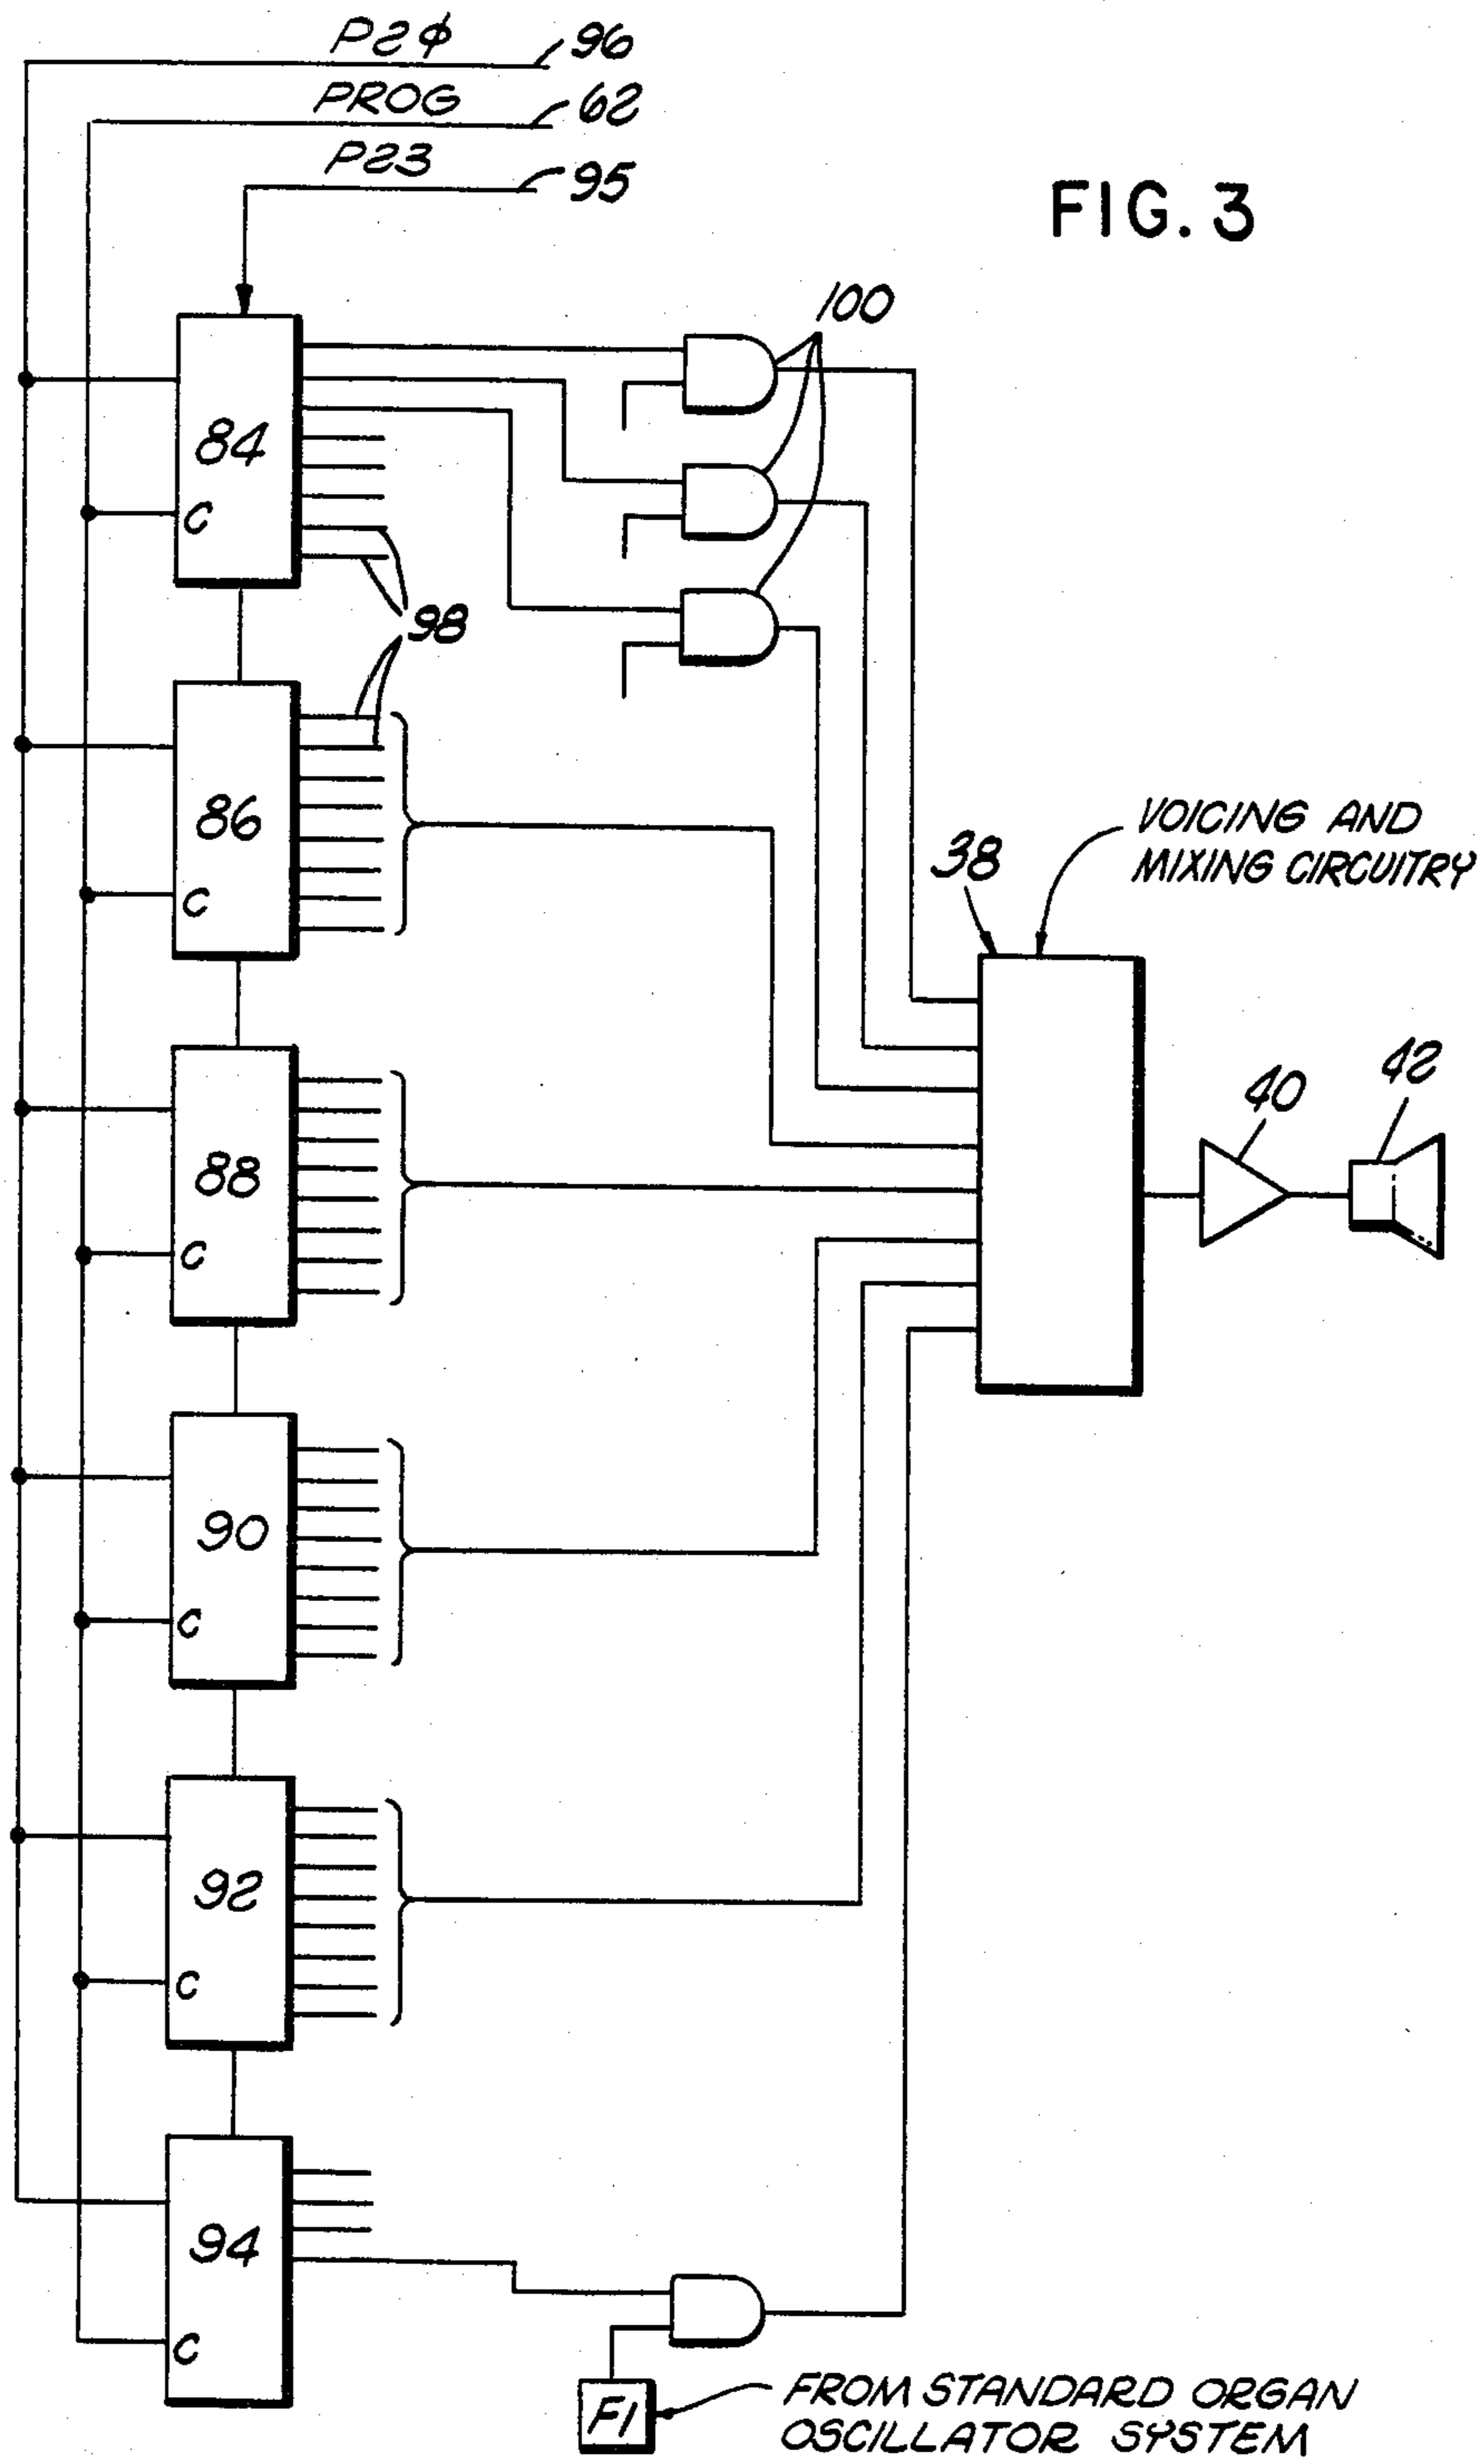 P2φ 96
PROG 62
P23 95
FIG. 3
100
84
C
98
86
C
VOICING AND
MIXING CIRCUITRY
38
88
C
40
42
90
C
92
C
94
C
F1
FROM STANDARD ORGAN
OSCILLATOR SYSTEM